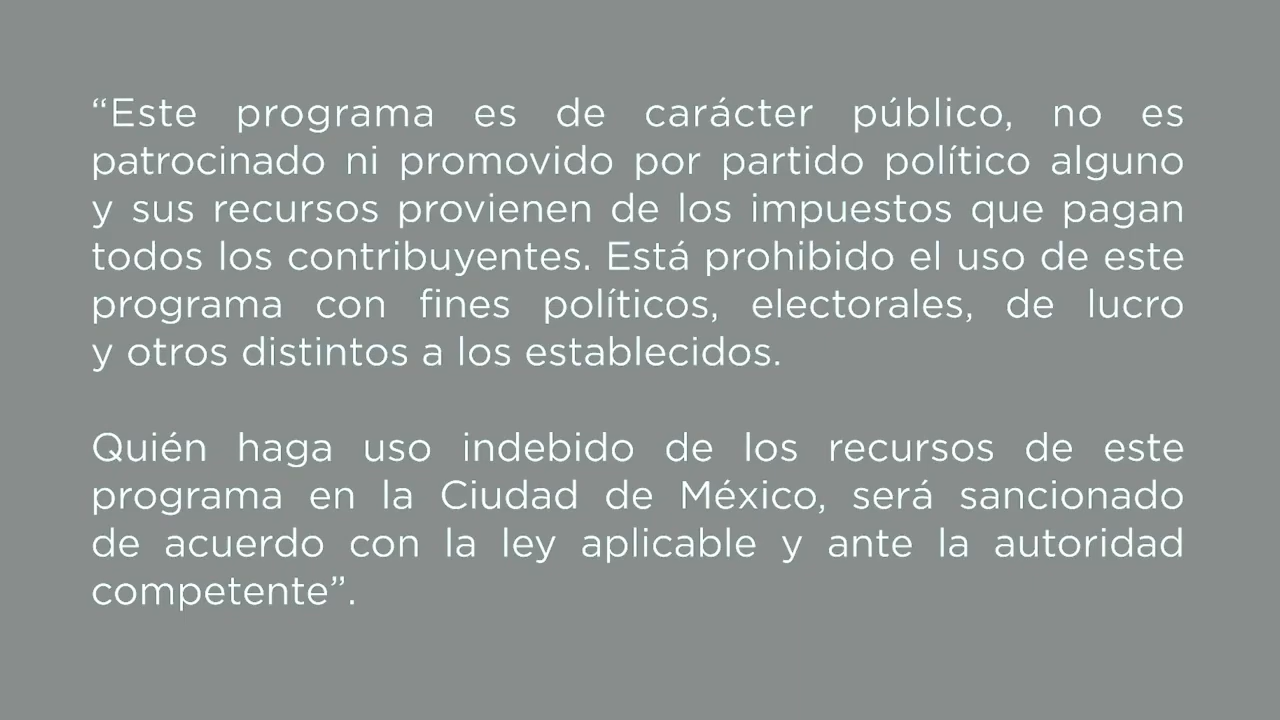 “Este programa es de carácter público, no es
patrocinado ni promovido por partido político alguno
y sus recursos provienen de los impuestos que pagan
todos los contribuyentes. Está prohibido el uso de este
programa con fines políticos, electorales, de lucro
y otros distintos a los establecidos.
Quién haga uso indebido de los recursos de este
programa en la Ciudad de México, será sancionado
de acuerdo con la ley aplicable y ante la autoridad
competente”.